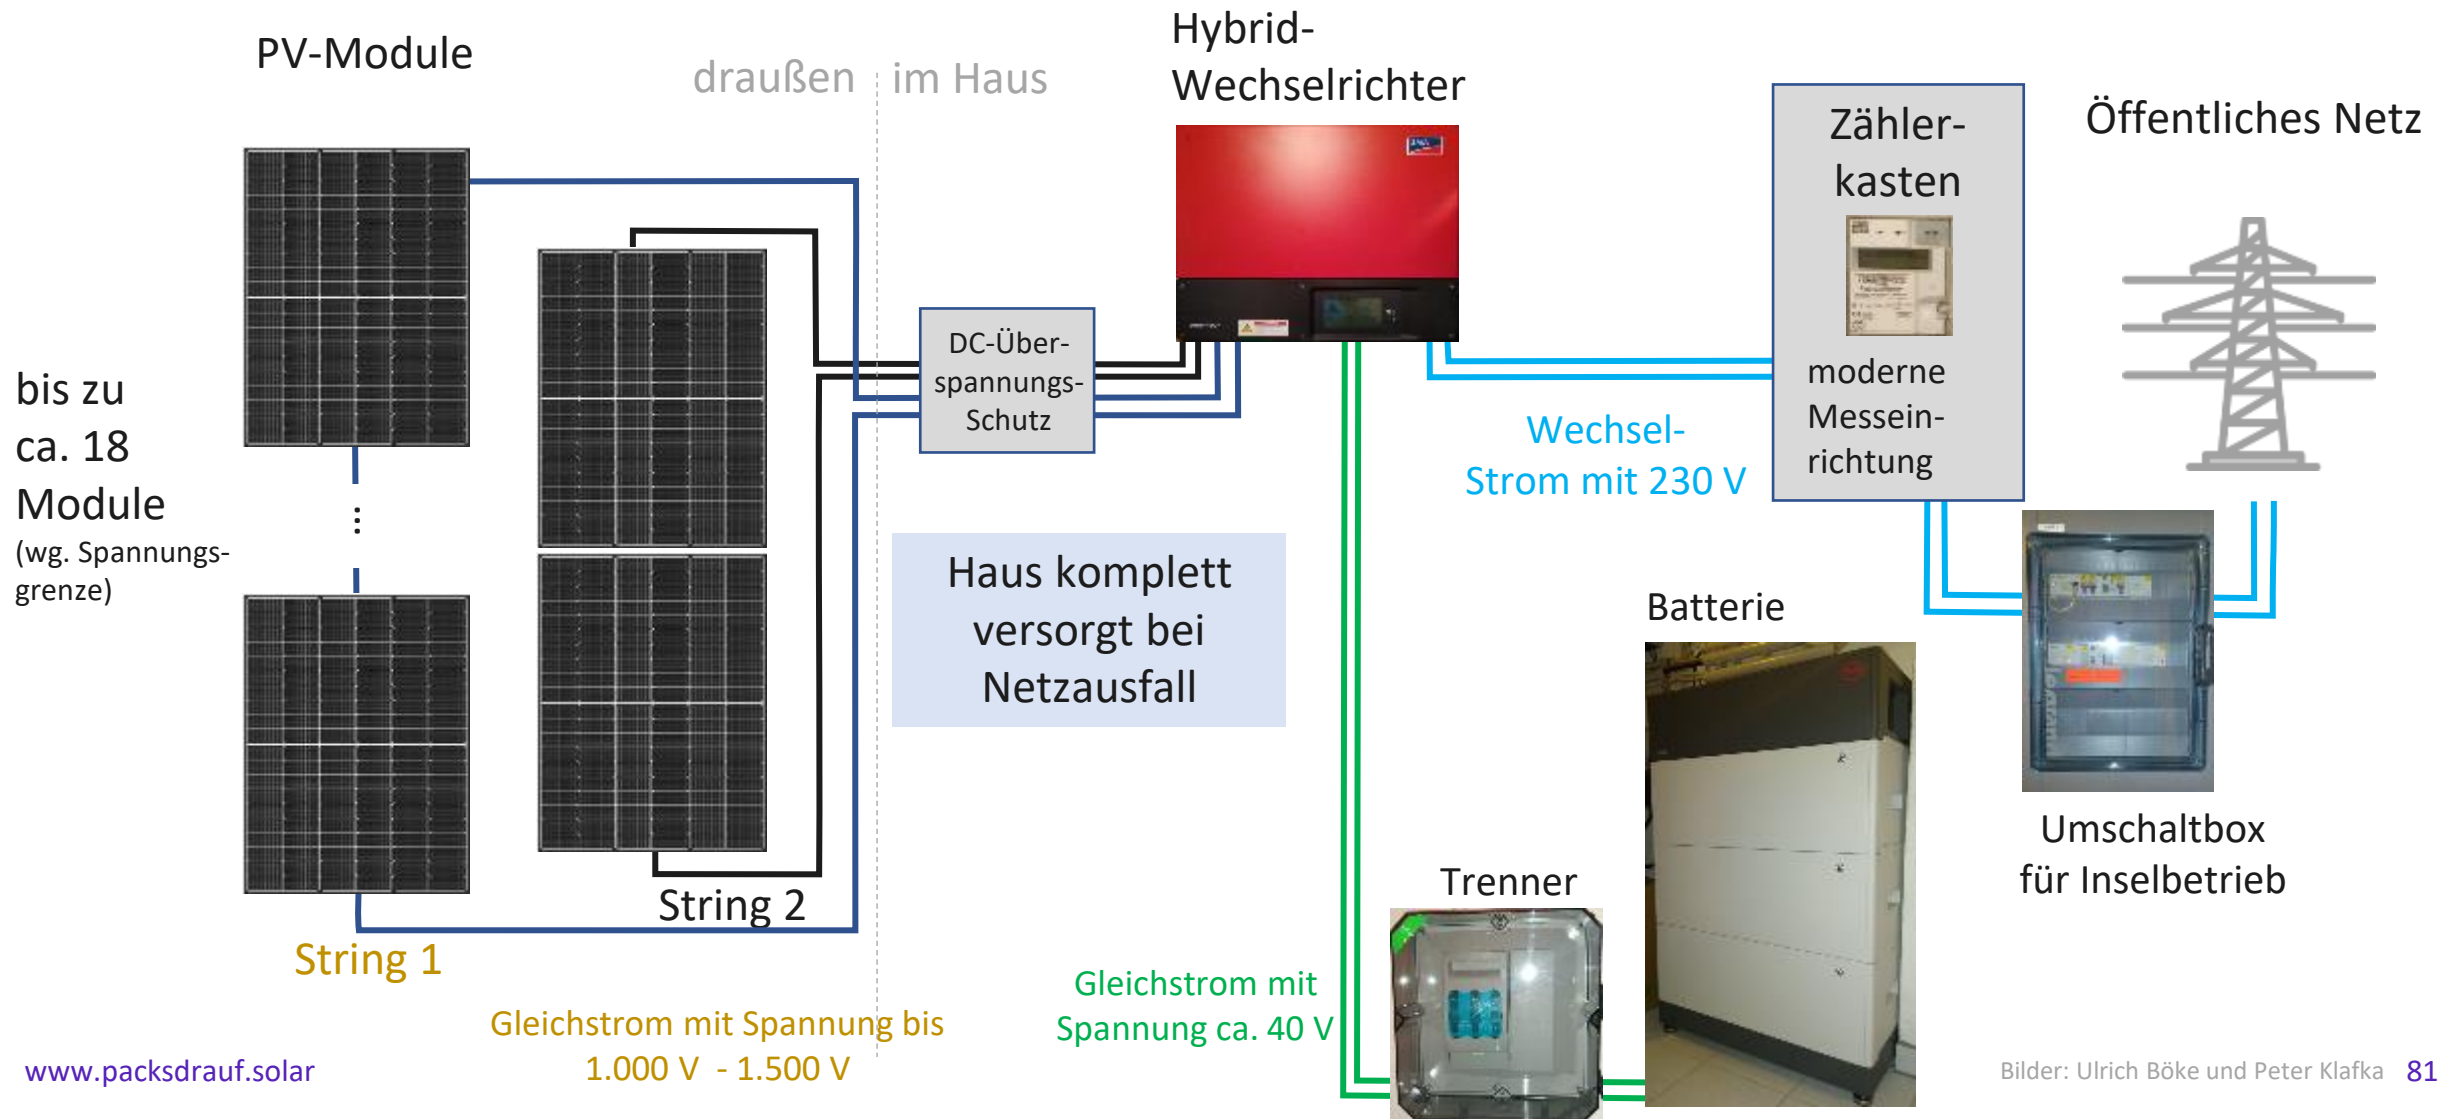 PV-Module
draußen
im Haus
Hybrid-
Wechselrichter
Zähler-
kasten
Öffentliches Netz
bis zu
ca. 18
Module
(wg. Spannungs-
grenze)
...
DC-Über-
spannungs-
Schutz
moderne
Messein-
richtung
Wechsel-
Strom mit 230 V
Haus komplett
versorgt bei
Netzausfall
Batterie
Umschaltbox
für Inselbetrieb
Trenner
String 2
String 1
Gleichstrom mit Spannung bis
1.000 V - 1.500 V
Gleichstrom mit
Spannung ca. 40 V
www.packsdrauf.solar
Bilder: Ulrich Böke und Peter Klafka
81